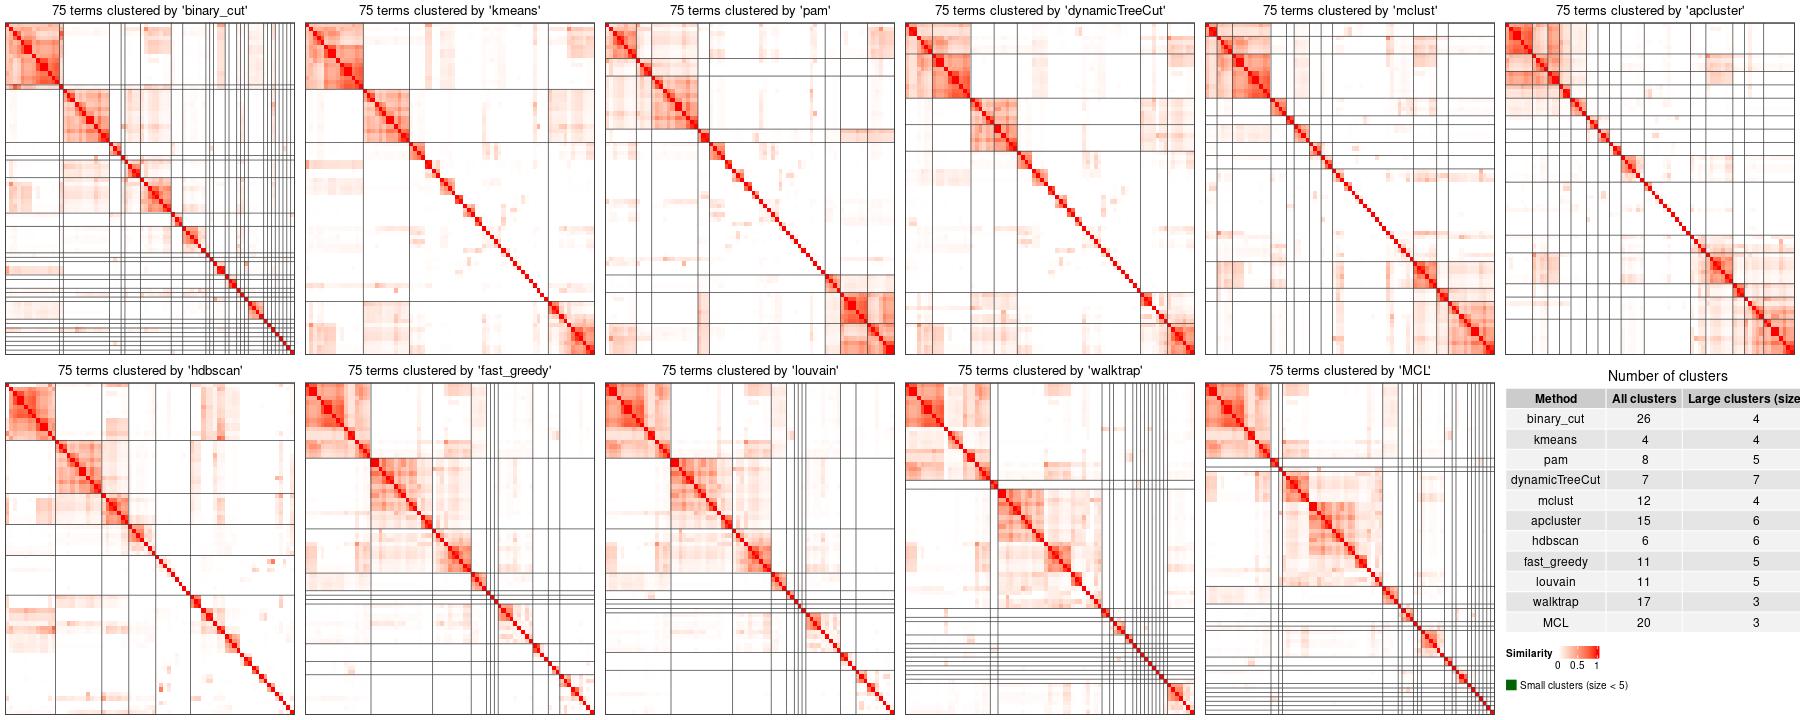 75 terms clustered by 'binary_cut'
75 terms clustered by 'kmeans'
75 terms clustered by 'pam'
75 terms clustered by 'dynamicTreeCut'
75 terms clustered by 'mclust'
75 terms clustered by 'apcluster'
75 terms clustered by 'hdbscan'
75 terms clustered by 'fast_greedy'
75 terms clustered by 'louvain'
75 terms clustered by 'walktrap'
75 terms clustered by 'MCL'
Number of clusters
Method All clusters Large clusters (size
binary_cut 26 4
kmeans 4 4
pam 8 5
dynamicTreeCut 7 7
mclust 12 4
apcluster 15 6
hdbscan 6 6
fast_greedy 11 5
louvain 11 5
walktrap 17 3
MCL 20 3
Similarity
0 0.5 1
Small clusters (size < 5)